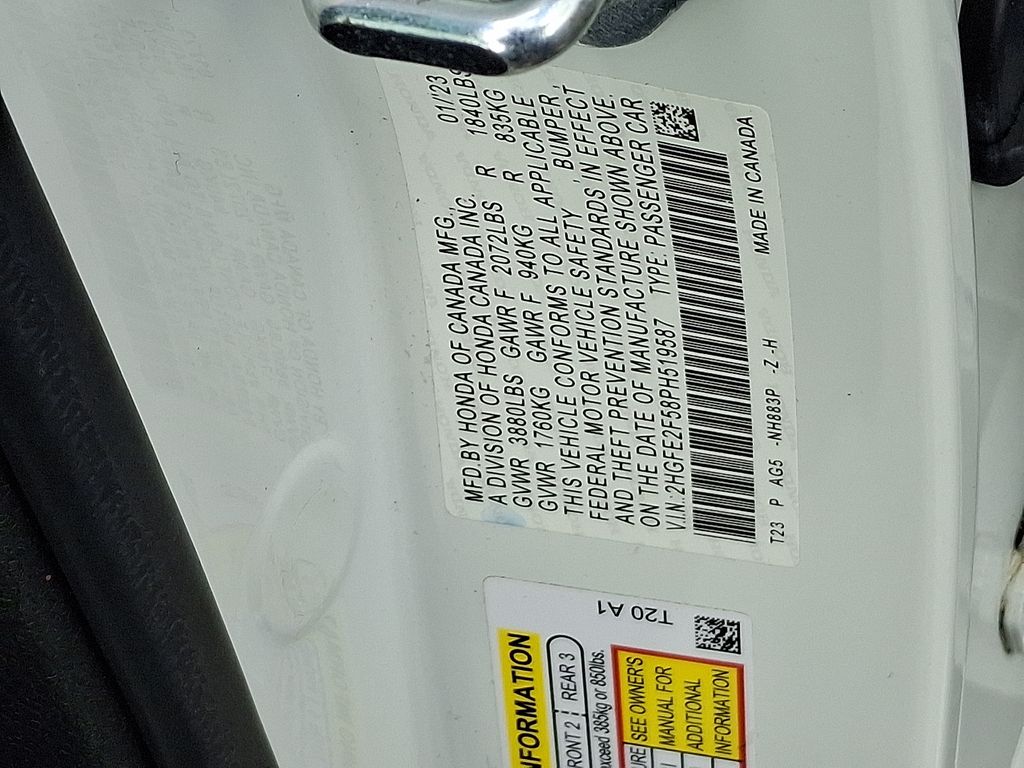 MFD.BY HONDA OF CANADA MFG., 01/'23
A DIVISION OF HONDA CANADA INC.
GVWR 3880LBS GAWR F 2072LBS R 1840LBS
GVWR 1760KG GAWR F 940KG R 835KG
THIS VEHICLE CONFORMS TO ALL APPLICABLE
FEDERAL MOTOR VEHICLE SAFETY, BUMPER,
AND THEFT PREVENTION STANDARDS IN EFFECT
ON THE DATE OF MANUFACTURE SHOWN ABOVE.
V.I.N.:2HGFE2F58PH519587 TYPE: PASSENGER CAR
T23 P AG5 -NH883P -Z -H MADE IN CANADA
T20 A1
INFORMATION
FRONT 2 REAR 3
exceed 385kg or 850lbs.
SEE OWNER'S
MANUAL FOR
ADDITIONAL
INFORMATION